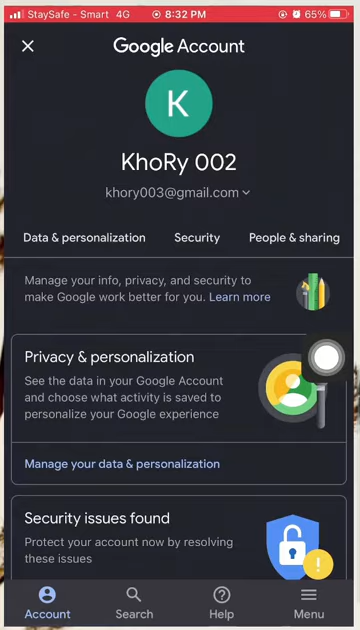 StaySafe - Smart 4G 8:32 PM 65%
Google Account
K
KhoRy 002
khory003@gmail.com
Data & personalization Security People & sharing
Manage your info, privacy, and security to
make Google work better for you. Learn more
Privacy & personalization
See the data in your Google Account
and choose what activity is saved to
personalize your Google experience
Manage your data & personalization
Security issues found
Protect your account now by resolving
these issues
Account Search Help Menu